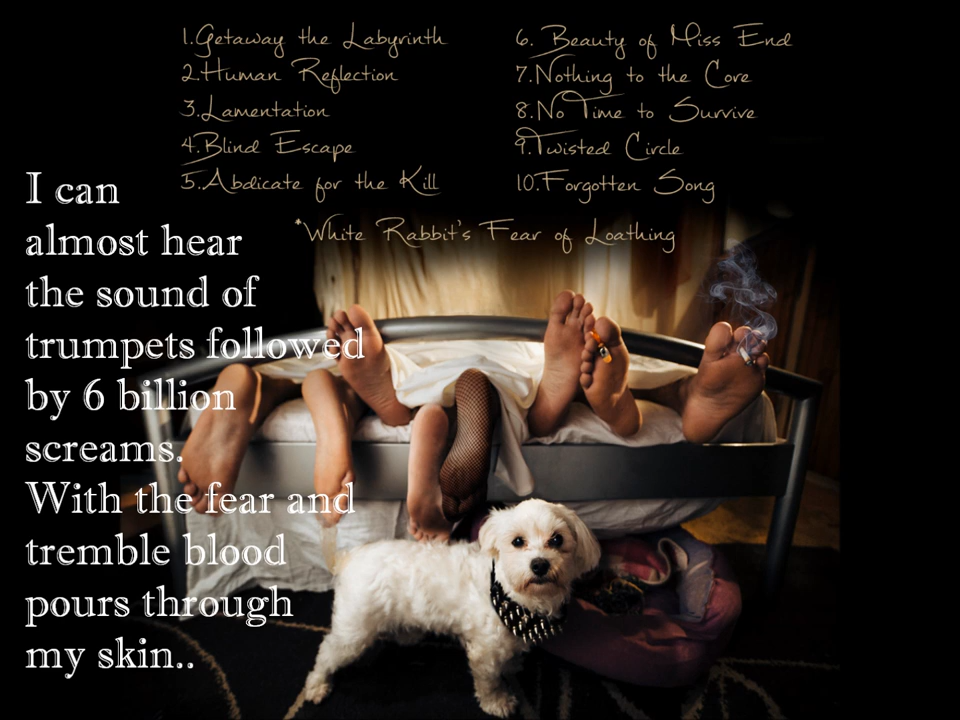 1.Getaway the Labyrinth
2.Human Reflection
3.Lamentation
4.Blind Escape
5.Abdicate for the Kill
6. Beauty of Miss End
7.Nothing to the Core
8.No Time to Survive
9.Twisted Circle
10.Forgotten Song
*White Rabbit's Fear of Loathing
I can
almost hear
the sound of
trumpets followed
by 6 billion
screams.
With the fear and
tremble blood
pours through
my skin..